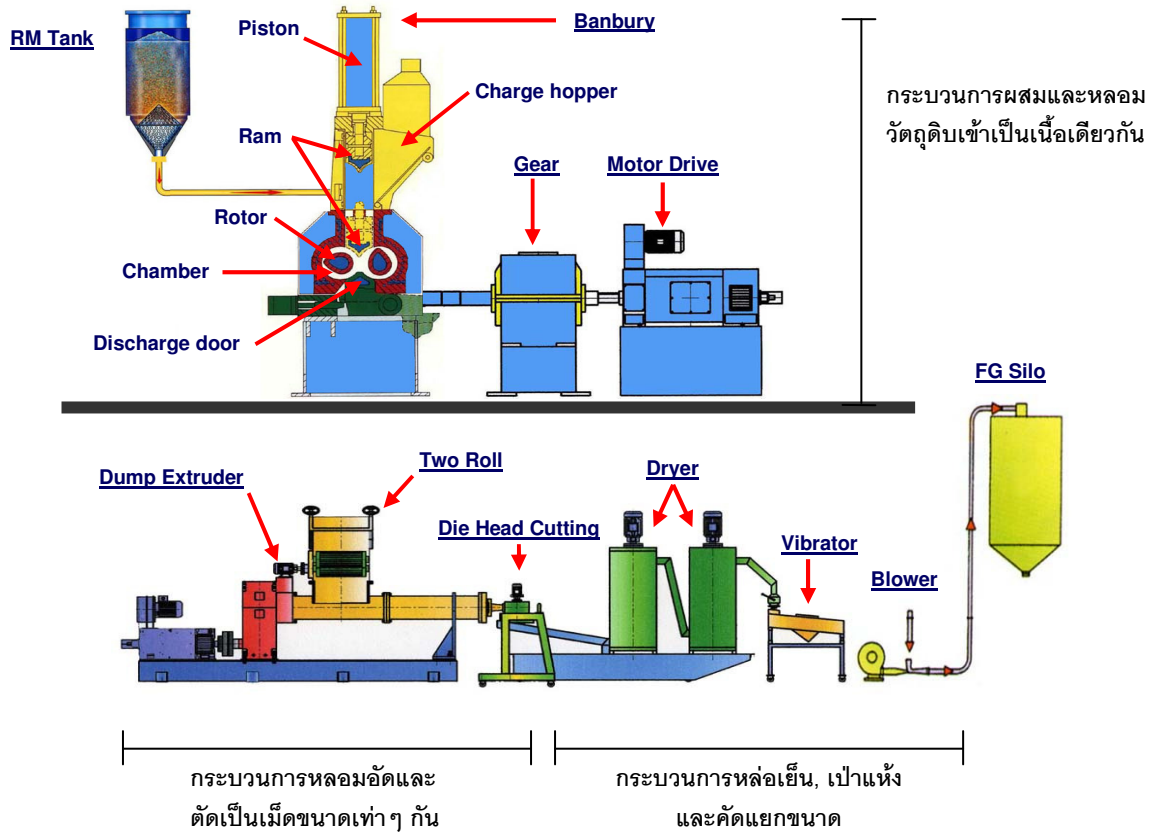 Banbury
RM Tank
Piston
Charge hopper
กระบวนการผสมและหลอม
วัตถุดิบเข้าเป็นเนื้อเดียวกัน
Ram
Gear
Motor Drive
Rotor
Chamber
Discharge door
FG Silo
Two Roll
Dump Extruder
Dryer
Die Head Cutting
Vibrator
Blower
กระบวนการหลอมอัดและ
ตัดเป็นเม็ดขนาดเท่าๆ กัน
กระบวนการหล่อเย็น, เป่าแห้ง
และคัดแยกขนาด